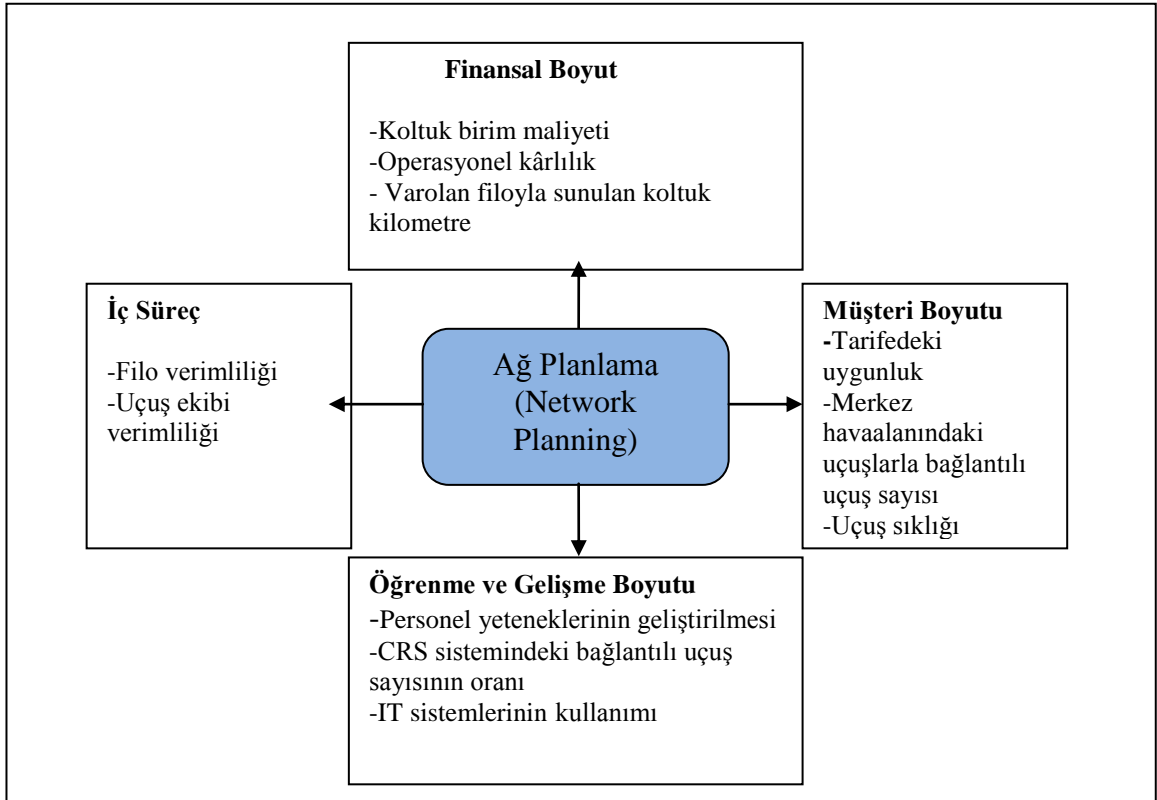 Finansal Boyut
-Koltuk birim maliyeti
-Operasyonel kârlılık
- Varolan filoyla sunulan koltuk
kilometre
İç Süreç
-Filo verimliliği
-Uçuş ekibi
verimliliği
Ağ Planlama
(Network
Planning)
Müşteri Boyutu
-Tarifedeki
uygunluk
-Merkez
havaalanındaki
uçuşlarla bağlantılı
uçuş sayısı
-Uçuş sıklığı
Öğrenme ve Gelişme Boyutu
-Personel yeteneklerinin geliştirilmesi
-CRS sistemindeki bağlantılı uçuş
sayısının oranı
-IT sistemlerinin kullanımı